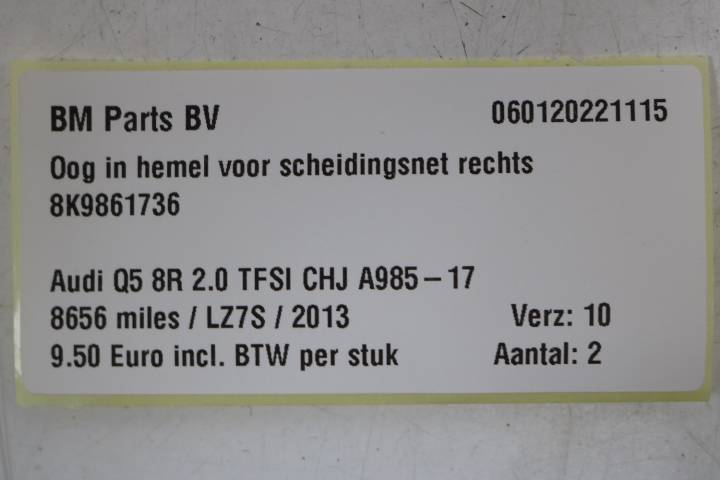 BM Parts BV 060120221115
Oog in hemel voor scheidingsnet rechts
8K9861736
Audi Q5 8R 2.0 TFSI CHJ A985-17
8656 miles / LZ7S / 2013 Verz: 10
9.50 Euro incl. BTW per stuk Aantal: 2